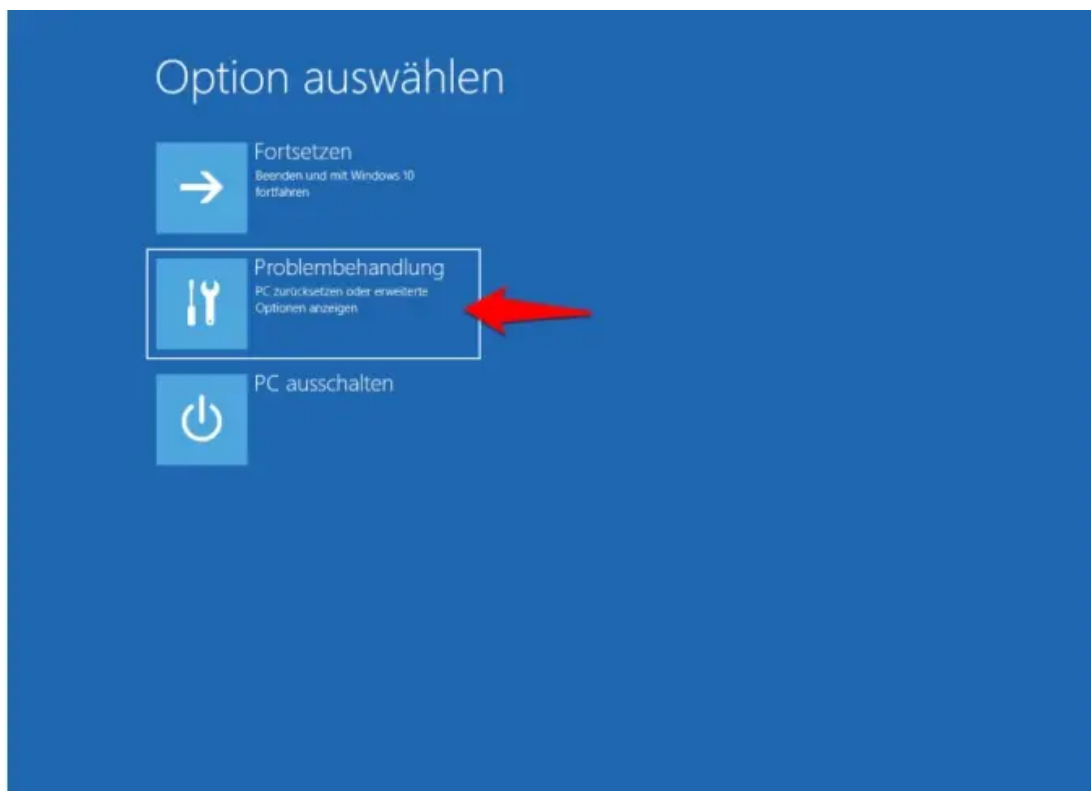 Option auswählen
Fortsetzen
Beenden und mit Windows 10
fortfahren
Problembehandlung
PC zurücksetzen oder erweiterte
Optionen anzeigen
PC ausschalten